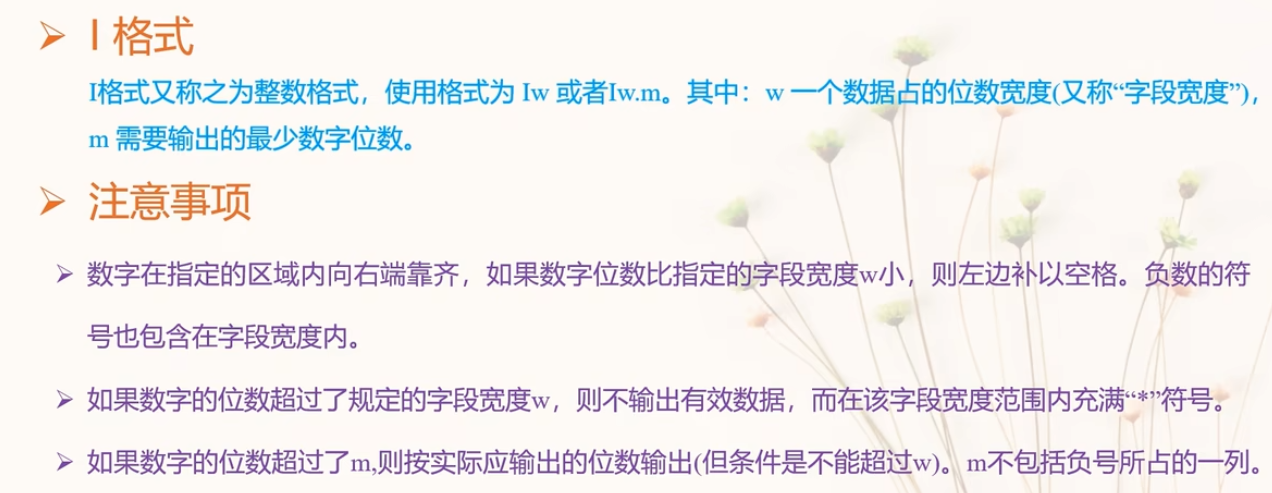 ➢ I 格式
I格式又称之为整数格式，使用格式为 Iw 或者Iw.m。其中：w 一个数据占的位数宽度(又称“字段宽度”)，
m 需要输出的最少数字位数。
➢ 注意事项
➢ 数字在指定的区域内向右端靠齐，如果数字位数比指定的字段宽度w小，则左边补以空格。负数的符
号也包含在字段宽度内。
➢ 如果数字的位数超过了规定的字段宽度w，则不输出有效数据，而在该字段宽度范围内充满“*”符号。
➢ 如果数字的位数超过了m,则按实际应输出的位数输出(但条件是不能超过w)。m不包括负号所占的一列。